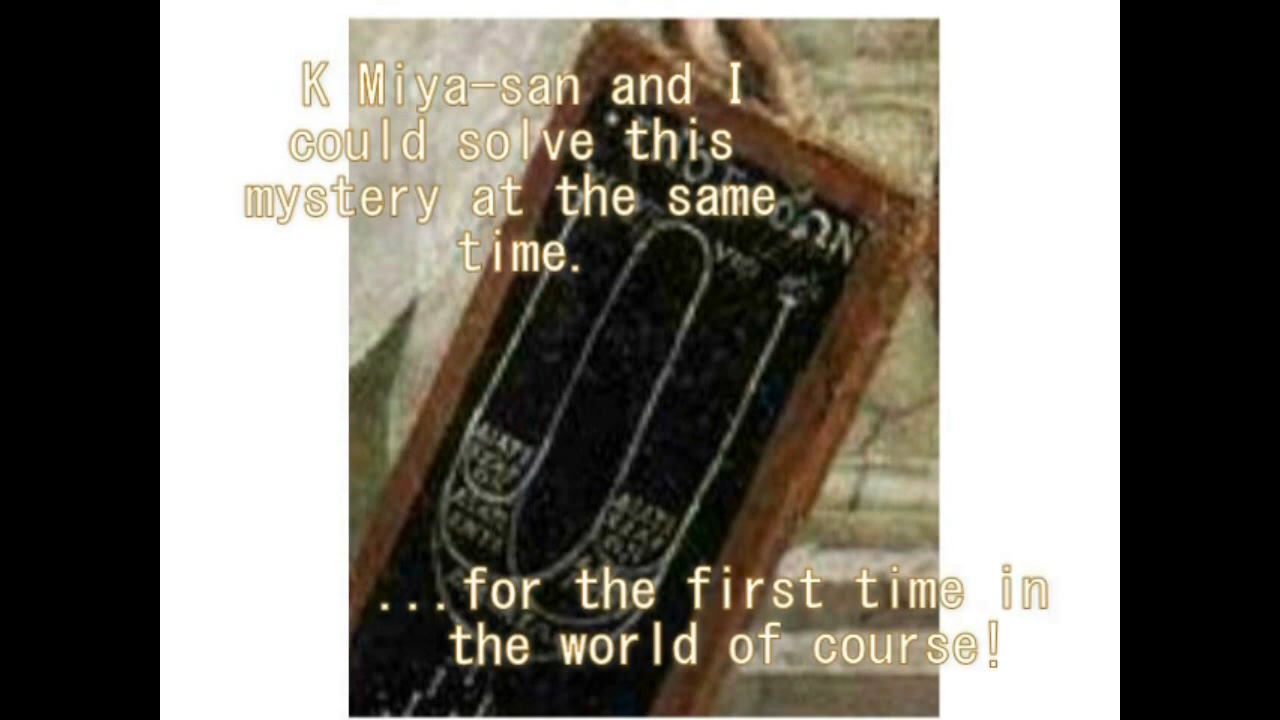 K Miya-san and I
could solve this
mystery at the same
time.
...for the first time in
the world of course!